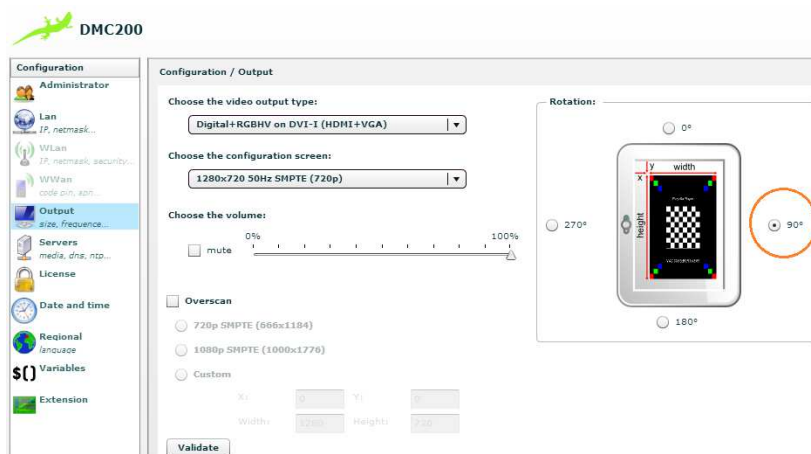 DMC200
Configuration
Administrator
Lan
IP, netmask...
WLan
IP, netmask, security...
WWan
code pin, apn...
Output
size, frequence...
Servers
media, dns, ntp...
License
Date and time
Regional
language
$() Variables
Extension
Configuration / Output
Choose the video output type:
Digital+RGBHV on DVI-I (HDMI+VGA)
Choose the configuration screen:
1280x720 50Hz SMPTE (720p)
Choose the volume:
mute
0%
100%
Overscan
720p SMPTE (666x1184)
1080p SMPTE (1000x1776)
Custom
X: 0 Y: 0
Width: 1280 Height: 720
Validate
Rotation:
0°
y width
x
height
270°
90°
180°